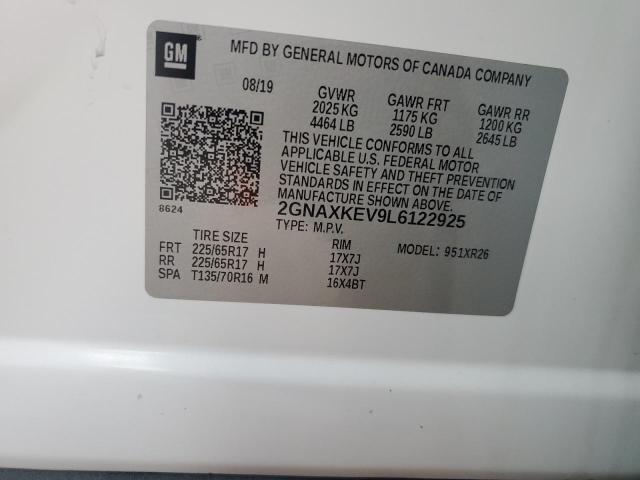 GM
MFD BY GENERAL MOTORS OF CANADA COMPANY
08/19 GVWR GAWR FRT GAWR RR
2025 KG 1175 KG 1200 KG
4464 LB 2590 LB 2645 LB
THIS VEHICLE CONFORMS TO ALL
APPLICABLE U.S. FEDERAL MOTOR
VEHICLE SAFETY AND THEFT PREVENTION
STANDARDS IN EFFECT ON THE DATE OF
MANUFACTURE SHOWN ABOVE.
8624 2GNAXKEV9L6122925
TYPE: M.P.V.
TIRE SIZE RIM MODEL: 951XR26
FRT 225/65R17 H 17X7J
RR 225/65R17 H 17X7J
SPA T135/70R16 M 16X4BT